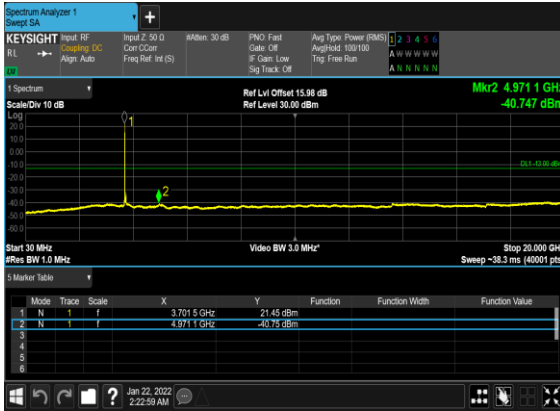 Spectrum Analyzer 1
Swept SA
+
KEYSIGHT Input: RF Input Z: 50 Ω #Atten: 30 dB PNO: Fast Avg Type: Power (RMS) 1 2 3 4 5 6
RL Coupling: DC Corr CCorr Gate: Off Avg|Hold: 100/100 A W W W W W
Align: Auto Freq Ref: Int (S) IF Gain: Low Trig: Free Run
Sig Track: Off A N N N N N
1 Spectrum Ref Lvl Offset 15.98 dB Mkr2 4.971 1 GHz
Scale/Div 10 dB Ref Level 30.00 dBm -40.747 dBm
Log
20.0
10.0
0.00
-10.0
-20.0
-30.0
-40.0
-50.0
-60.0
1
2
DL1 -13.00 dBm
Start 30 MHz Video BW 3.0 MHz* Stop 20.000 GHz
#Res BW 1.0 MHz Sweep ~38.3 ms (40001 pts)
5 Marker Table
Mode Trace Scale X Y Function Function Width Function Value
1 N 1 f 3.701 5 GHz 21.45 dBm
2 N 1 f 4.971 1 GHz -40.75 dBm
3
4
5
6
? Jan 22, 2022
2:22:59 AM